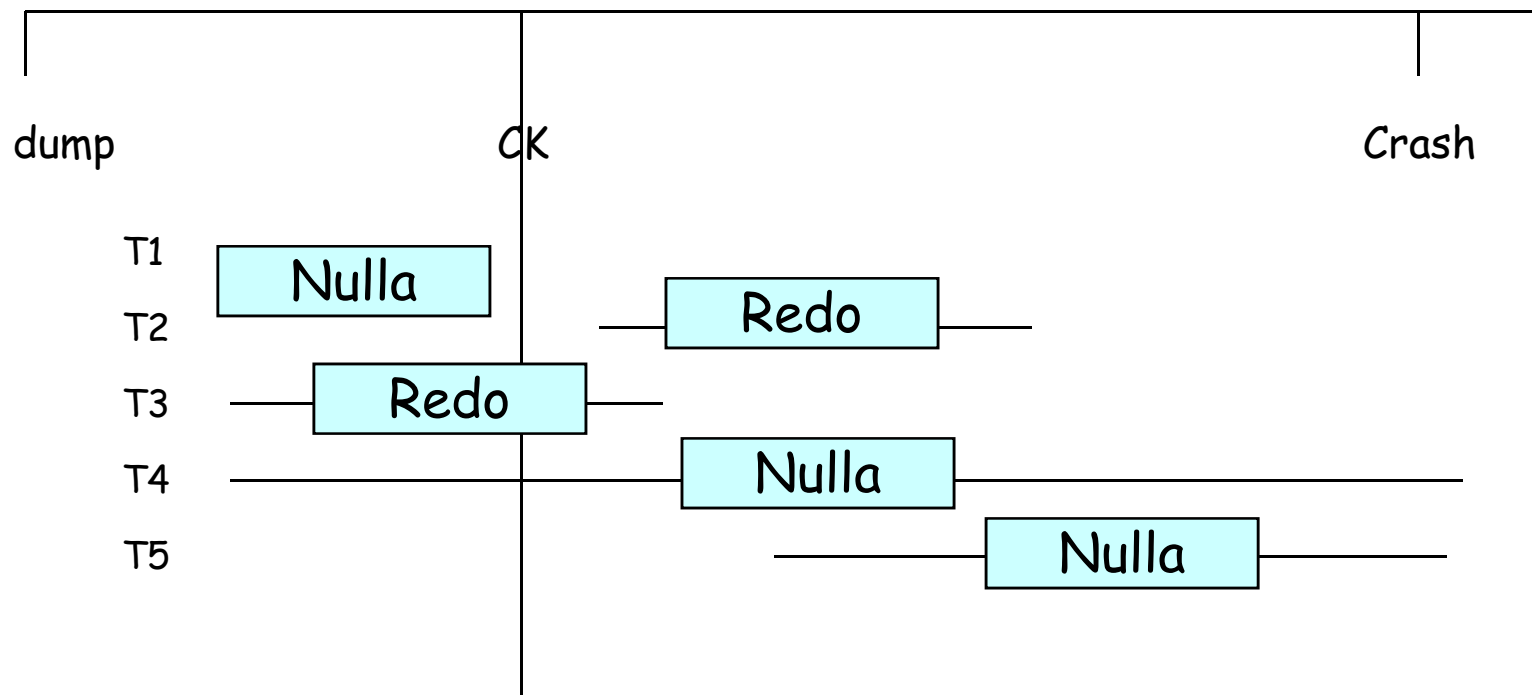 dump CK Crash
T1 Nulla
T2 Redo
T3 Redo
T4 Nulla
T5 Nulla